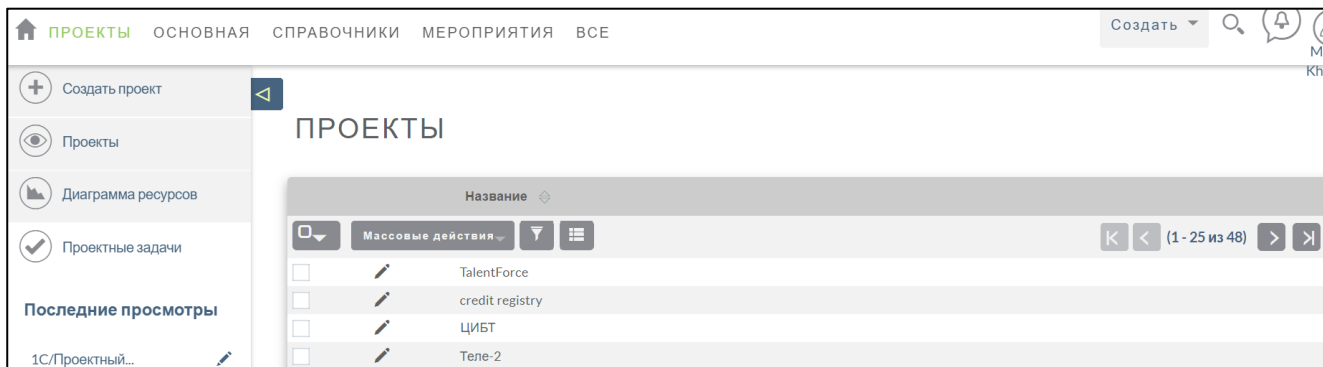 ПРОЕКТЫ ОСНОВНАЯ СПРАВОЧНИКИ МЕРОПРИЯТИЯ ВСЕ Создать
M
Kh
Создать проект
Проекты
Диаграмма ресурсов
Проектные задачи
Последние просмотры
1С/Проектный...
ПРОЕКТЫ
Название
Массовые действия (1 - 25 из 48)
TalentForce
credit registry
ЦИБТ
Теле-2